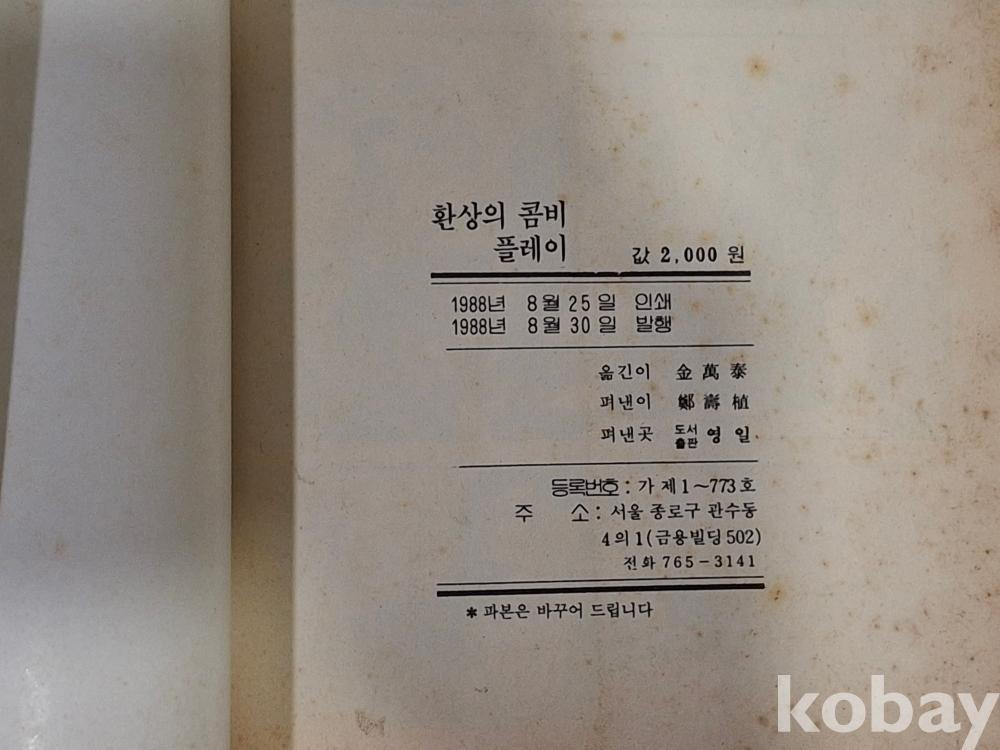 환상의 콤비
플레이 값 2,000 원
1988년 8월 25일 인쇄
1988년 8월 30일 발행
옮긴이 金萬泰
펴낸이 鄭壽植
펴낸곳 도서출판 영일
등록번호 : 가 제1~773호
주 소 : 서울 종로구 관수동
4의1(금용빌딩 502)
전화 765-3141
* 파본은 바꾸어 드립니다
kobay